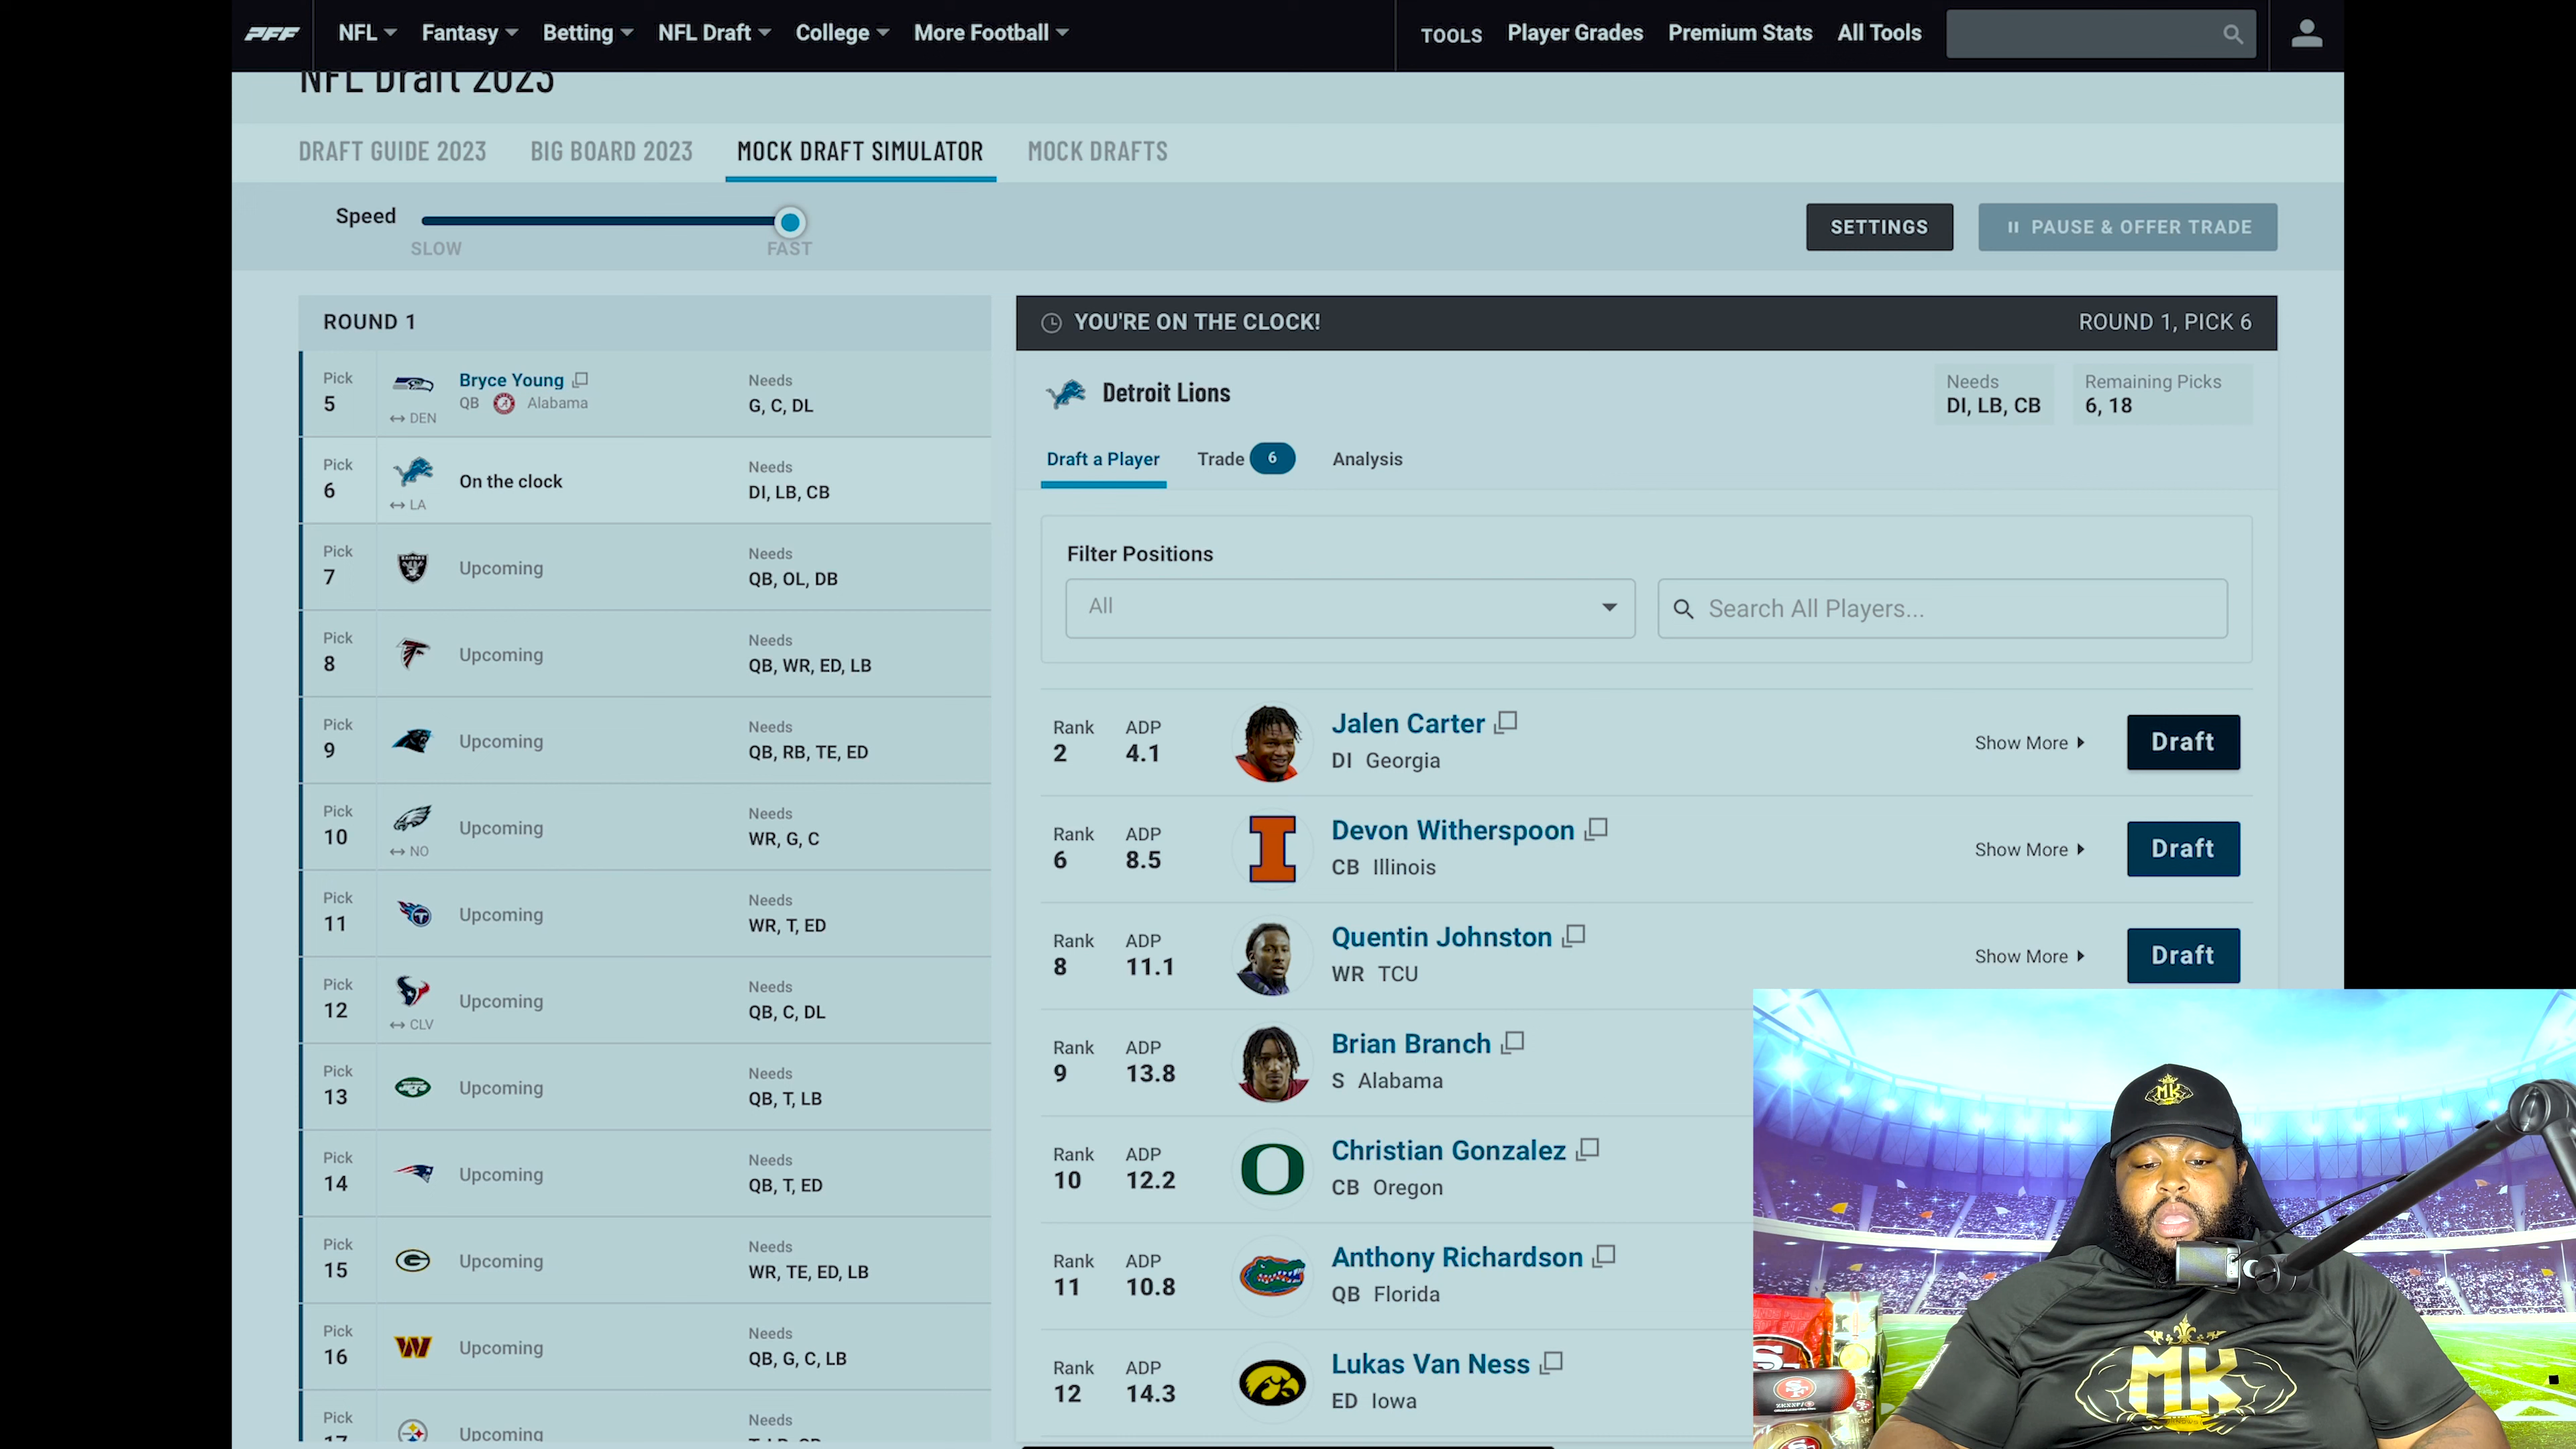 PFF NFL Fantasy Betting NFL Draft College More Football TOOLS Player Grades Premium Stats All Tools
NFL Draft 2023
DRAFT GUIDE 2023 BIG BOARD 2023 MOCK DRAFT SIMULATOR MOCK DRAFTS
Speed
SLOW FAST
SETTINGS PAUSE & OFFER TRADE
ROUND 1
Pick Bryce Young Needs
5 QB Alabama G, C, DL
DEN
Pick Needs
6 On the clock DI, LB, CB
LA
Pick Needs
7 Upcoming QB, OL, DB
Pick Needs
8 Upcoming QB, WR, ED, LB
Pick Needs
9 Upcoming QB, RB, TE, ED
Pick Needs
10 Upcoming WR, G, C
NO
Pick Needs
11 Upcoming WR, T, ED
Pick Needs
12 Upcoming QB, C, DL
CLV
Pick Needs
13 Upcoming QB, T, LB
Pick Needs
14 Upcoming QB, T, ED
Pick Needs
15 Upcoming WR, TE, ED, LB
Pick Needs
16 Upcoming QB, G, C, LB
Pick Needs
17 Upcoming
YOU'RE ON THE CLOCK! ROUND 1, PICK 6
Detroit Lions
Needs Remaining Picks
DI, LB, CB 6, 18
Draft a Player Trade 6 Analysis
Filter Positions
All Search All Players...
Rank ADP Jalen Carter
2 4.1 DI Georgia
Show More Draft
Rank ADP Devon Witherspoon
6 8.5 CB Illinois
Show More Draft
Rank ADP Quentin Johnston
8 11.1 WR TCU
Show More Draft
Rank ADP Brian Branch
9 13.8 S Alabama
Rank ADP Christian Gonzalez
10 12.2 CB Oregon
Rank ADP Anthony Richardson
11 10.8 QB Florida
Rank ADP Lukas Van Ness
12 14.3 ED Iowa
MK
MK